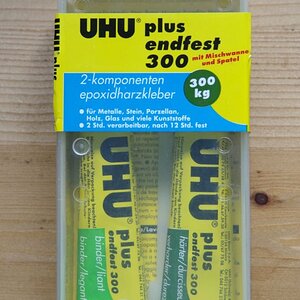 UHU plus
endfest
300
mit Mischwanne
und Spatel
2-komponenten
epoxidharzkleber
300
kg
• für Metalle, Stein, Porzellan,
Holz, Glas und viele Kunststoffe
• 2 Std. verarbeitbar, nach 12 Std. fest
UHU
plus
endfest 300
binder/liant
UHU
plus
endfest 300
härter/durcisseur